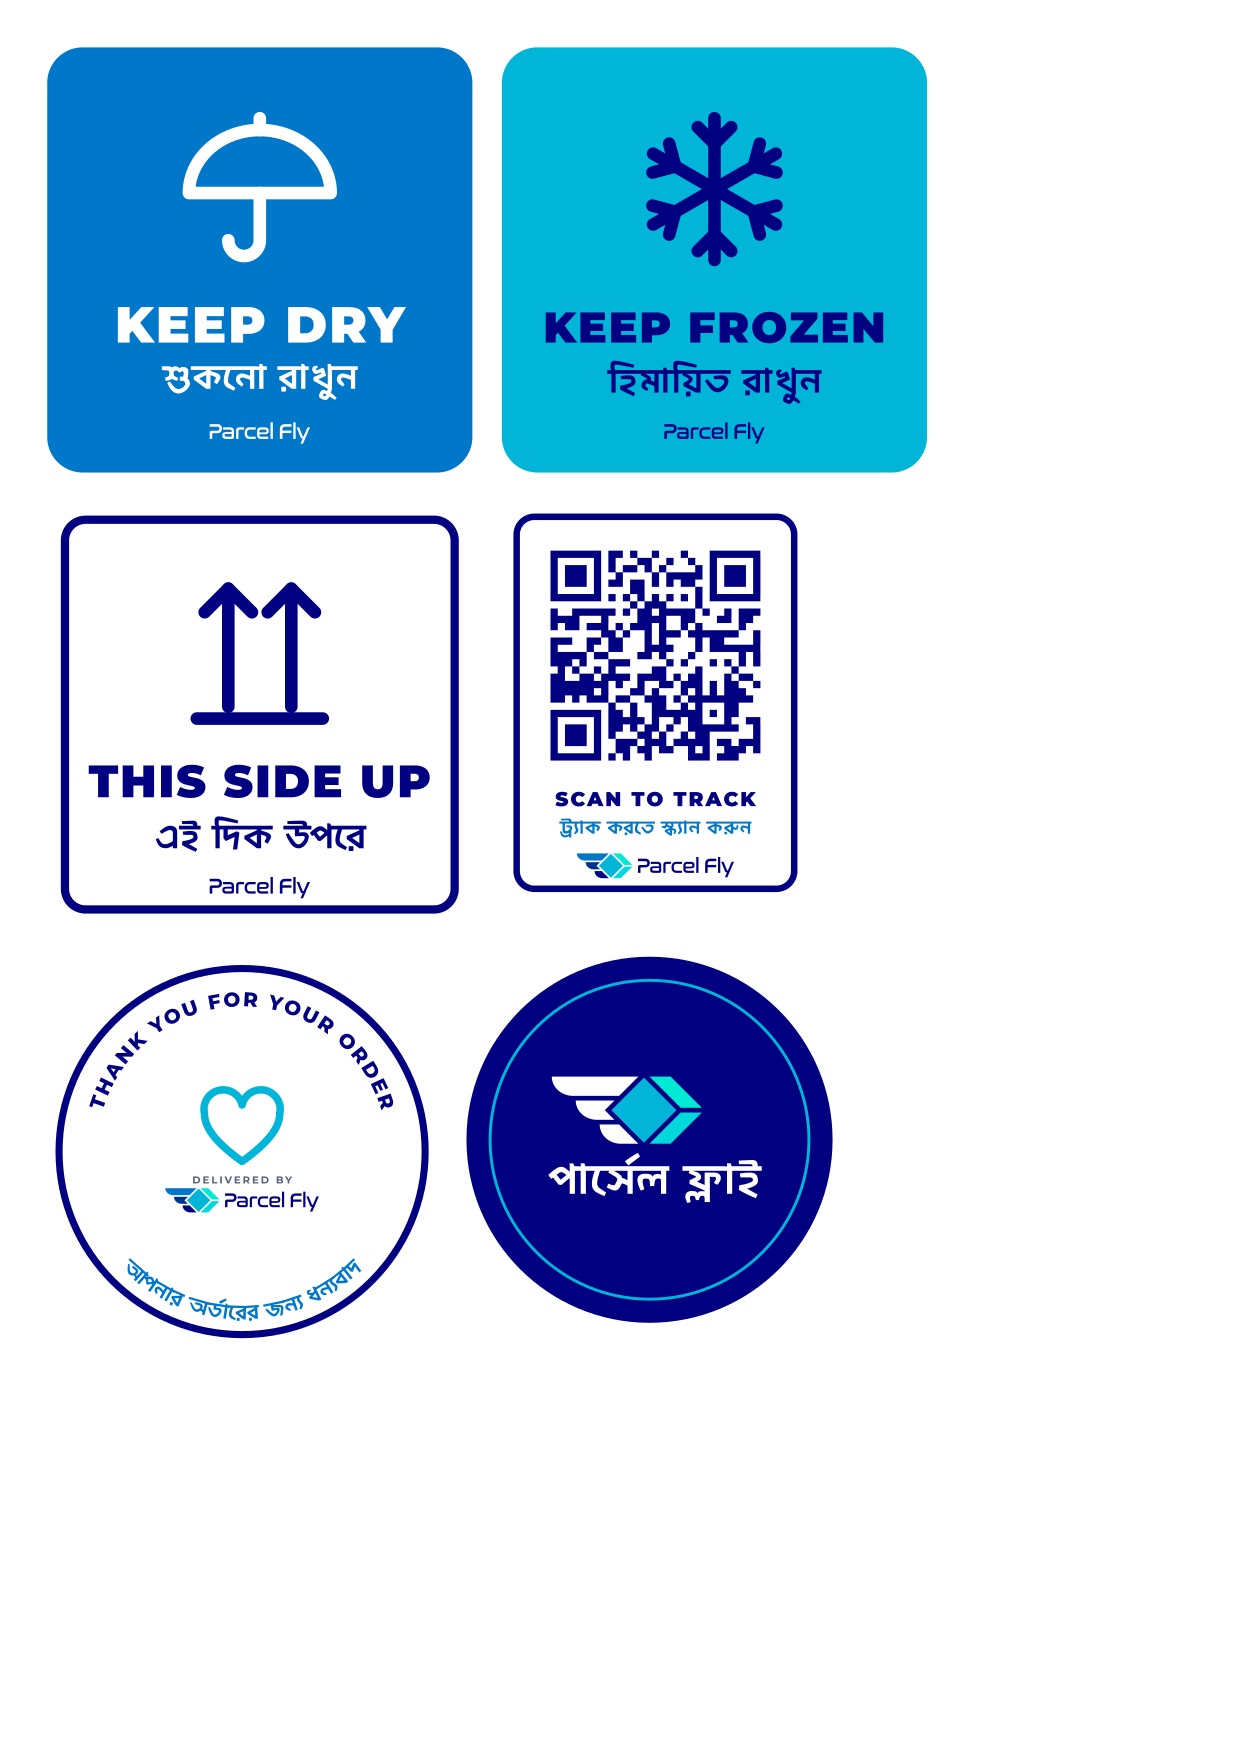 KEEP DRY
শুকনো রাখুন
Parcel Fly
KEEP FROZEN
হিমায়িত রাখুন
Parcel Fly
THIS SIDE UP
এই দিক উপরে
Parcel Fly
SCAN TO TRACK
ট্র্যাক করতে স্ক্যান করুন
Parcel Fly
THANK YOU FOR YOUR ORDER
DELIVERED BY
Parcel Fly
আপনার অর্ডারের জন্য ধন্যবাদ
পার্সেল ফ্লাই